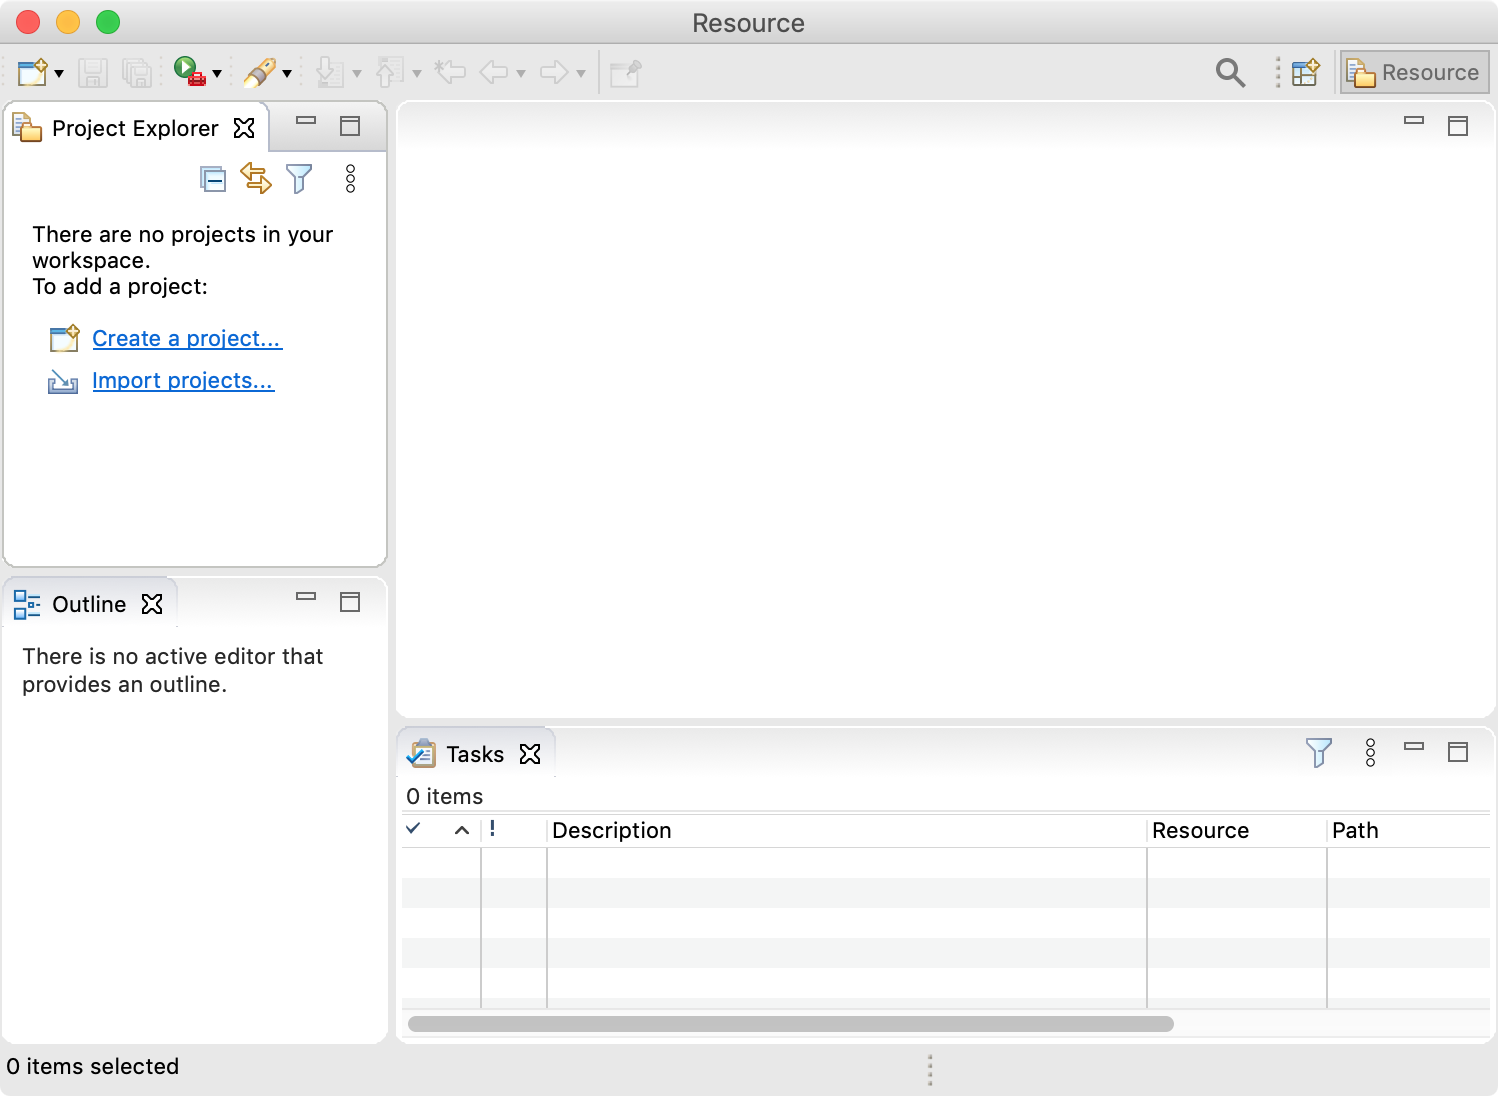 Resource
Resource
Project Explorer
There are no projects in your
workspace.
To add a project:
Create a project...
Import projects...
Outline
There is no active editor that
provides an outline.
Tasks
0 items
! Description Resource Path
0 items selected